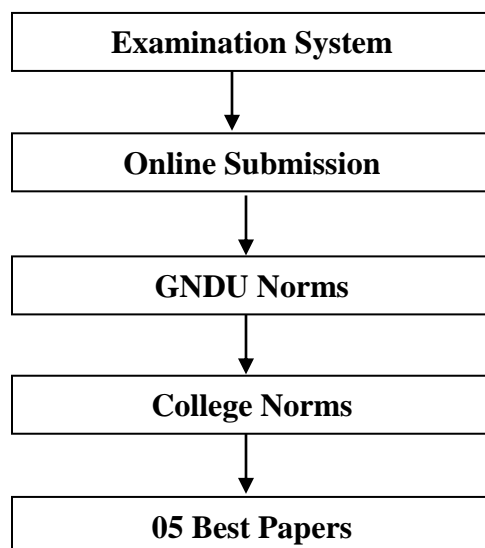 Examination System
Online Submission
GNDU Norms
College Norms
05 Best Papers